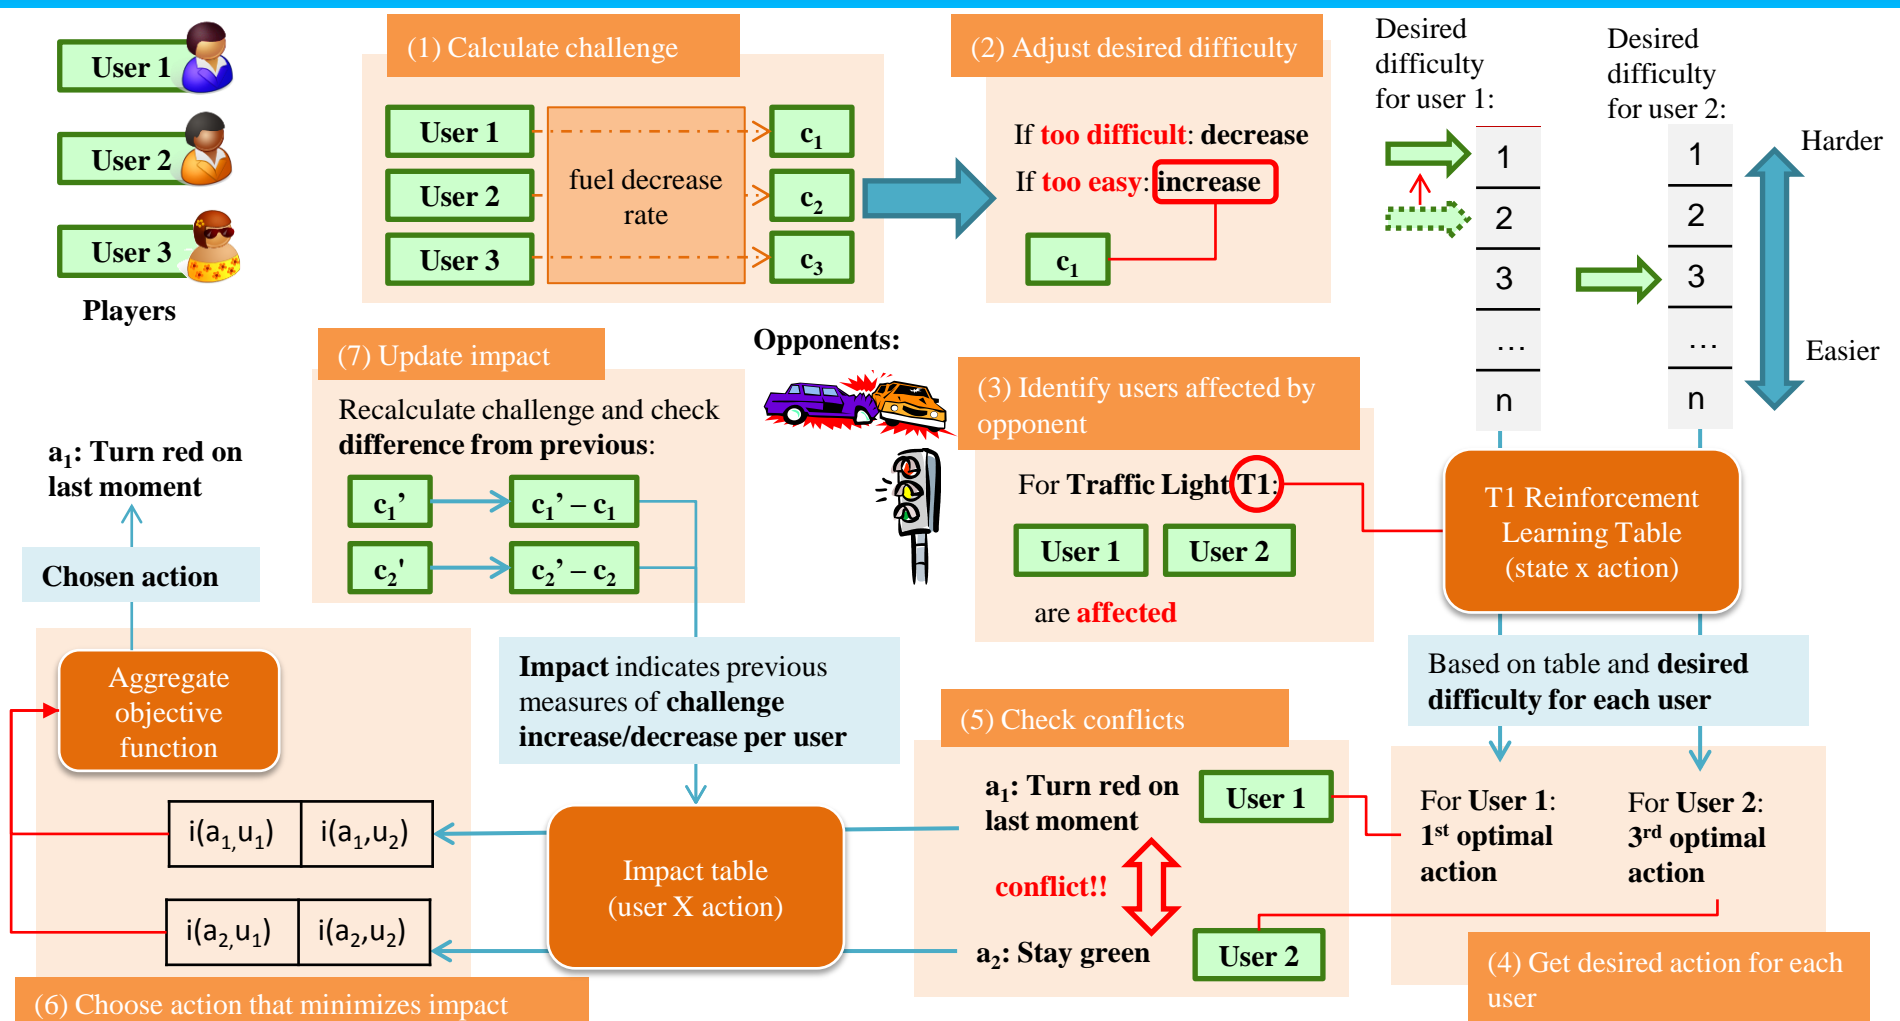 User 1
User 2
User 3
Players
(1) Calculate challenge
User 1
User 2
User 3
fuel decrease
rate
c1
c2
c3
(2) Adjust desired difficulty
If too difficult: decrease
If too easy: increase
c1
Desired
difficulty
for user 1:
1
2
3
…
n
Desired
difficulty
for user 2:
1
2
3
…
n
Harder
Easier
(7) Update impact
Recalculate challenge and check
difference from previous:
c1’
c1’ – c1
c2'
c2’ – c2
Opponents:
(3) Identify users affected by
opponent
For Traffic Light T1:
User 1
User 2
are affected
T1 Reinforcement
Learning Table
(state x action)
Based on table and desired
difficulty for each user
For User 1:
1st optimal
action
For User 2:
3rd optimal
action
(4) Get desired action for each
user
(5) Check conflicts
a1: Turn red on
last moment
User 1
conflict!!
a2: Stay green
User 2
Impact indicates previous
measures of challenge
increase/decrease per user
Impact table
(user X action)
a1: Turn red on
last moment
Chosen action
Aggregate
objective
function
i(a1,u1)
i(a1,u2)
i(a2,u1)
i(a2,u2)
(6) Choose action that minimizes impact